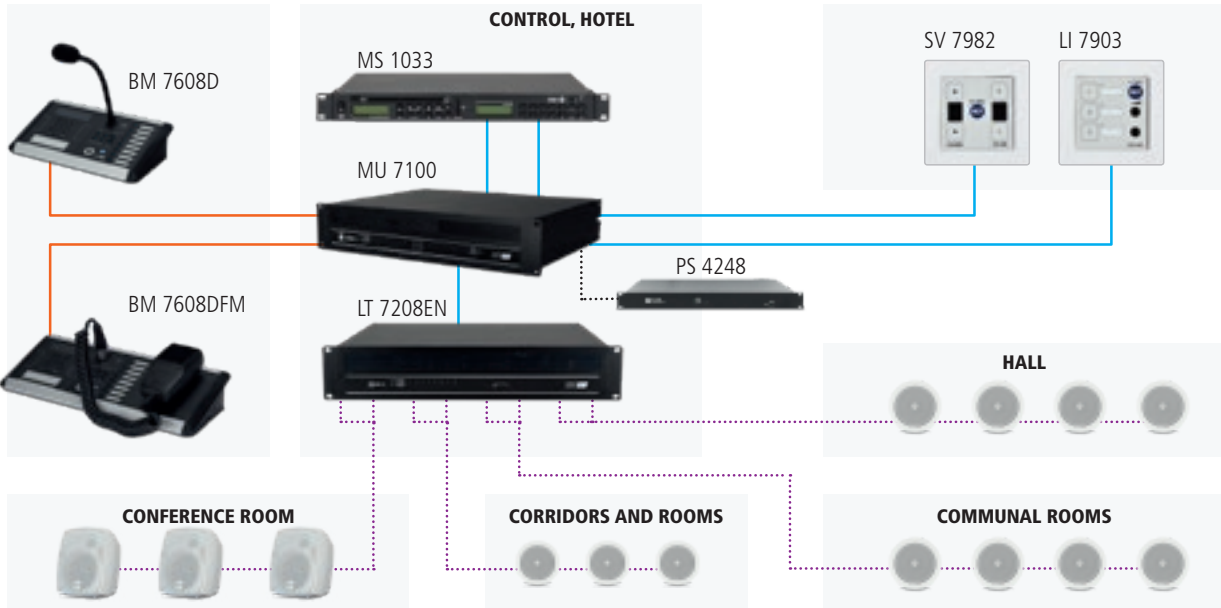 CONTROL, HOTEL
BM 7608D
MS 1033
SV 7982
LI 7903
MU 7100
PS 4248
BM 7608DFM
LT 7208EN
HALL
CONFERENCE ROOM
CORRIDORS AND ROOMS
COMMUNAL ROOMS